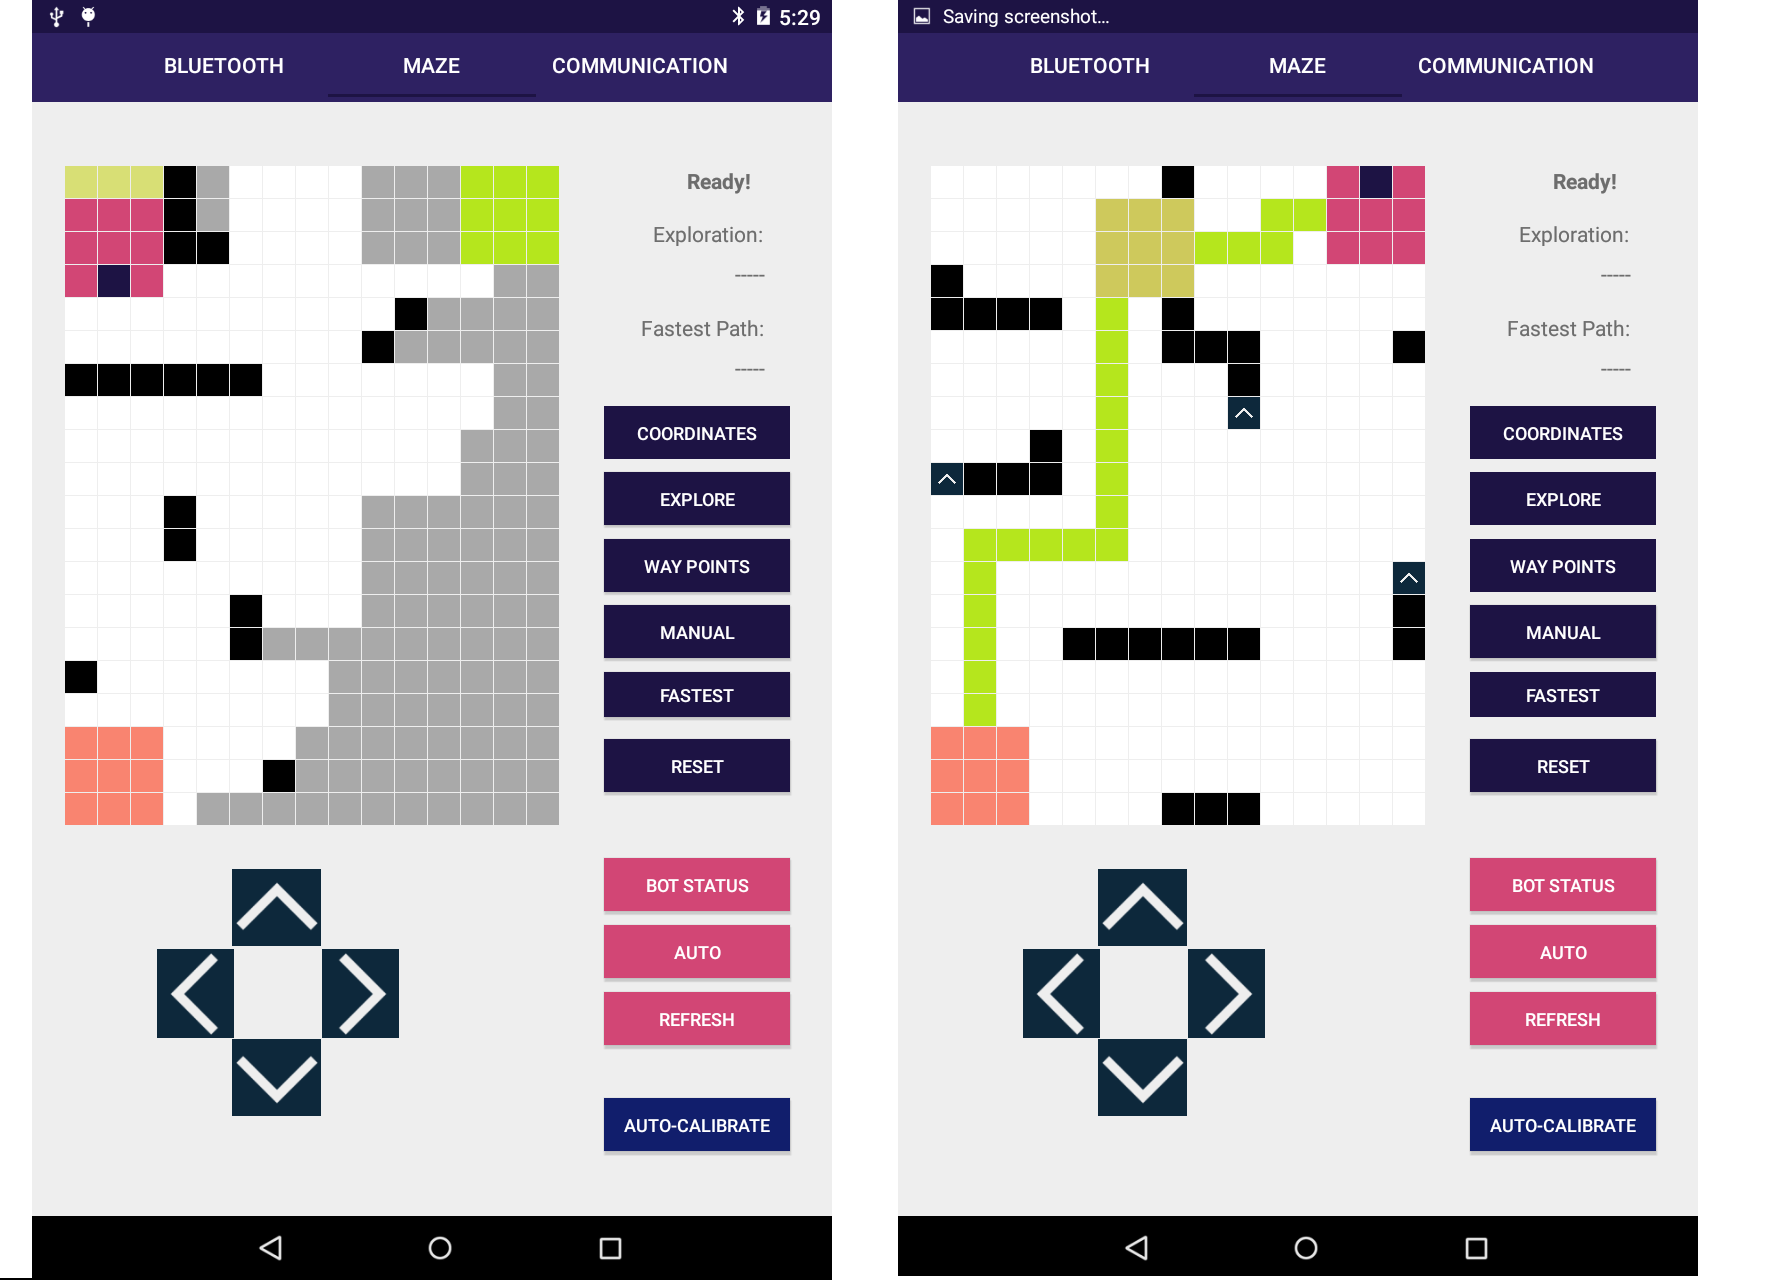 5:29
BLUETOOTH MAZE COMMUNICATION
Ready!
Exploration:
-----
Fastest Path:
-----
COORDINATES
EXPLORE
WAY POINTS
MANUAL
FASTEST
RESET
BOT STATUS
AUTO
REFRESH
AUTO-CALIBRATE
Saving screenshot...
BLUETOOTH MAZE COMMUNICATION
Ready!
Exploration:
-----
Fastest Path:
-----
COORDINATES
EXPLORE
WAY POINTS
MANUAL
FASTEST
RESET
BOT STATUS
AUTO
REFRESH
AUTO-CALIBRATE